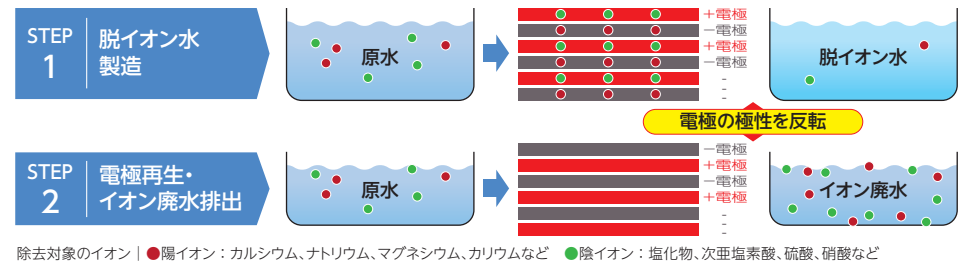 STEP
1
脱イオン水
製造
原水
+電極
−電極
+電極
−電極
-
-
脱イオン水
電極の極性を反転
STEP
2
電極再生・
イオン廃水排出
原水
−電極
+電極
−電極
+電極
-
-
イオン廃水
除去対象のイオン｜●陽イオン：カルシウム、ナトリウム、マグネシウム、カリウムなど ●陰イオン：塩化物、次亜塩素酸、硫酸、硝酸など